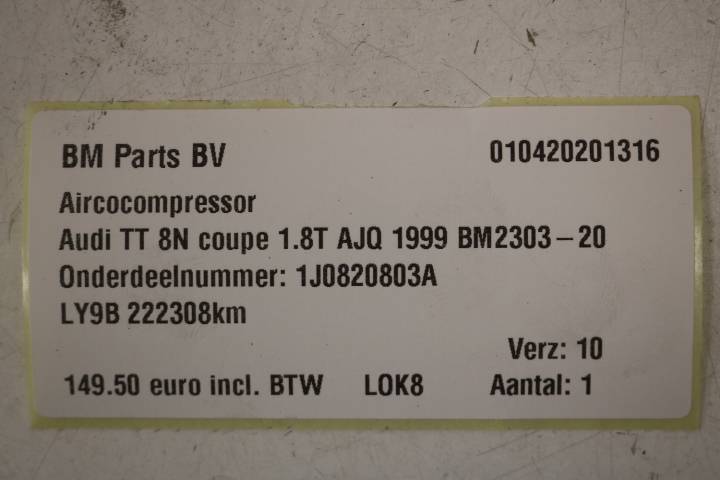 BM Parts BV 010420201316
Aircocompressor
Audi TT 8N coupe 1.8T AJQ 1999 BM2303-20
Onderdeelnummer: 1J0820803A
LY9B 222308km
Verz: 10
149.50 euro incl. BTW LOK8 Aantal: 1